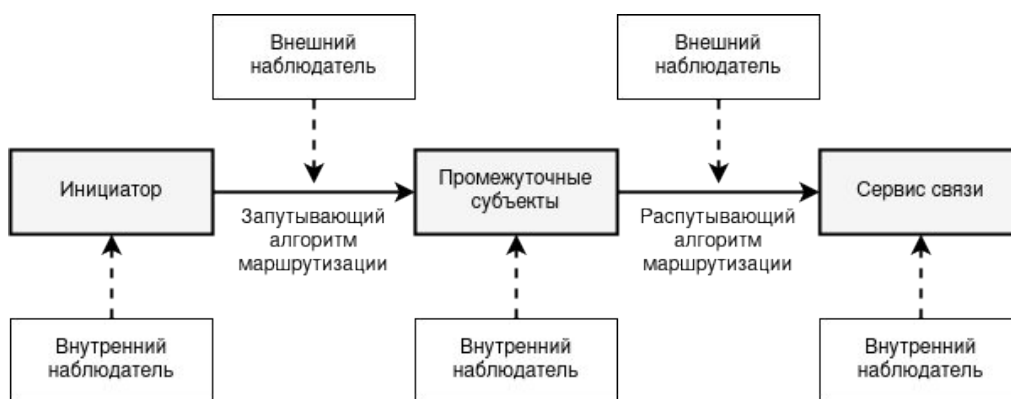 Внешний
наблюдатель
Внешний
наблюдатель
Инициатор
Промежуточные
субъекты
Сервис связи
Запутывающий
алгоритм
маршрутизации
Распутывающий
алгоритм
маршрутизации
Внутренний
наблюдатель
Внутренний
наблюдатель
Внутренний
наблюдатель